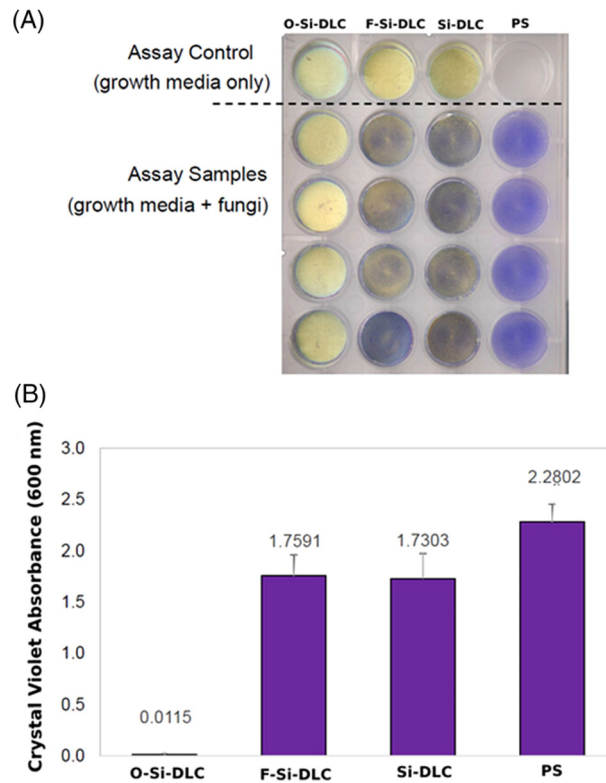 (A)
O-Si-DLC F-Si-DLC Si-DLC PS
Assay Control
(growth media only)
Assay Samples
(growth media + fungi)
(B)
Crystal Violet Absorbance (600 nm)
3.0
2.5
2.0
1.5
1.0
0.5
0.0
0.0115
1.7591
1.7303
2.2802
O-Si-DLC F-Si-DLC Si-DLC PS